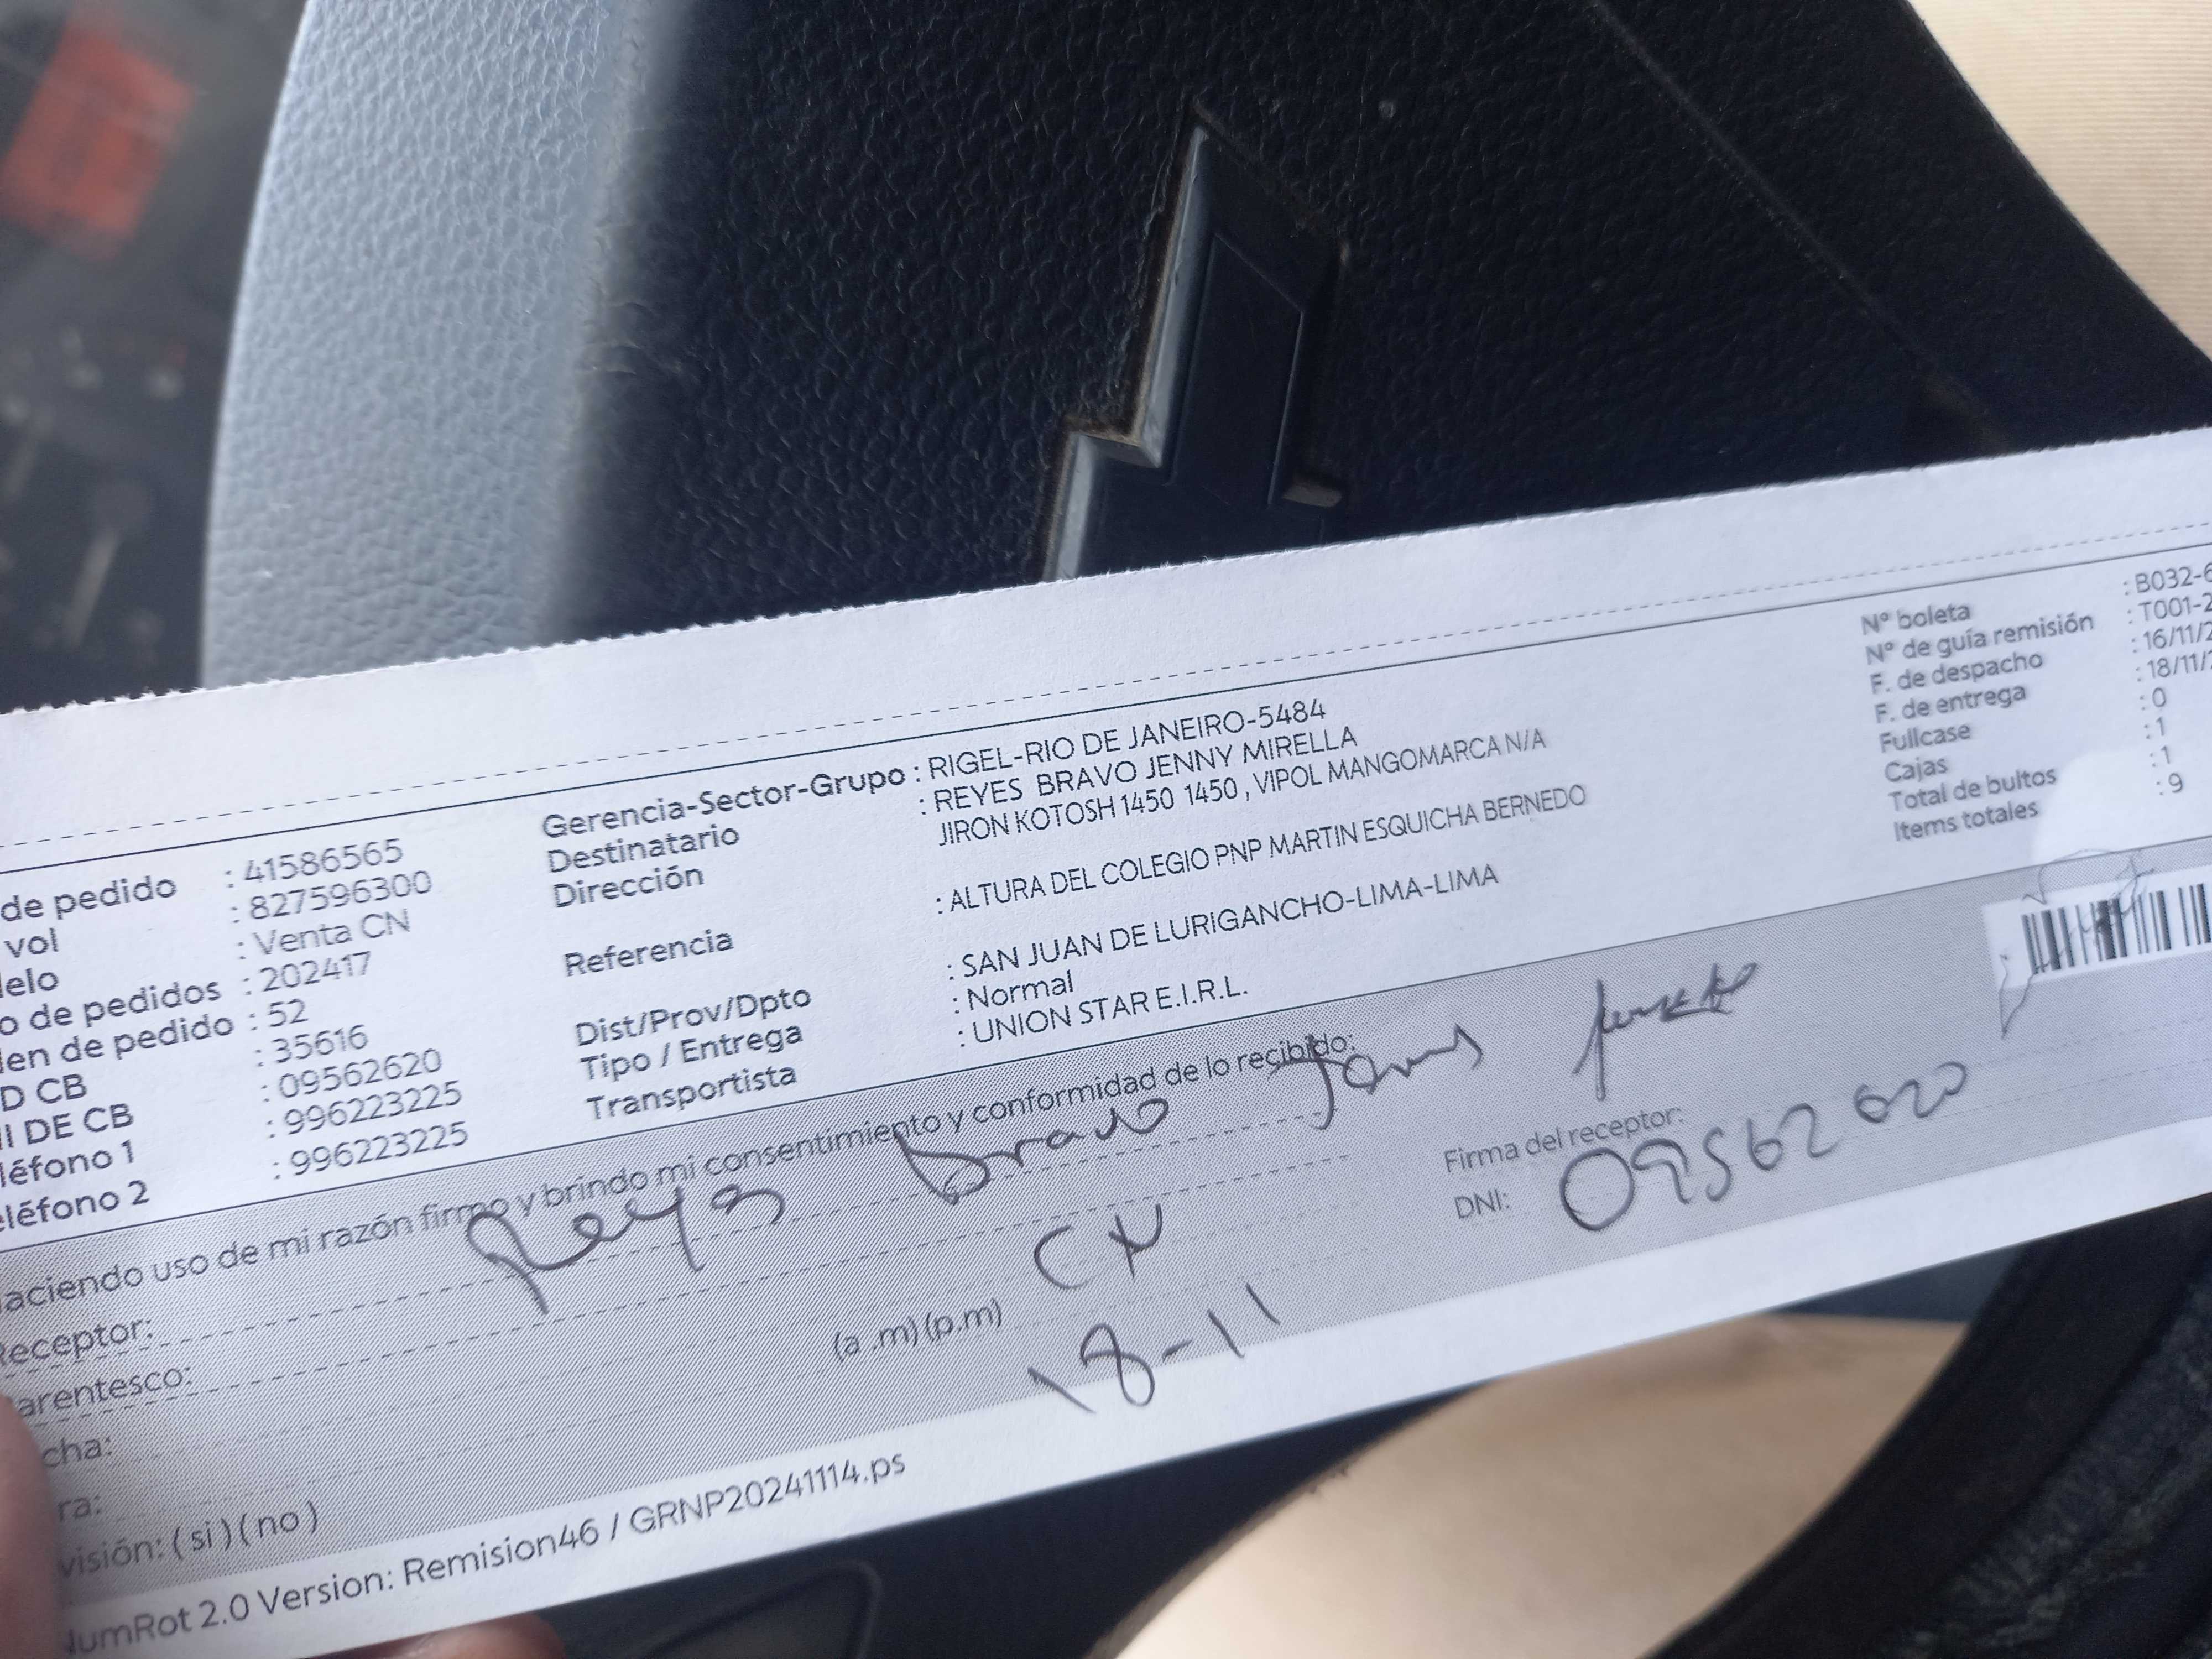 de pedido : 41586565
vol : 827596300
elo : Venta CN
o de pedidos : 202417
en de pedido : 52
D CB : 35616
I DE CB : 09562620
léfono 1 : 996223225
léfono 2 : 996223225
Gerencia-Sector-Grupo : RIGEL-RIO DE JANEIRO-5484
Destinatario : REYES BRAVO JENNY MIRELLA
Dirección JIRON KOTOSH 1450 1450 , VIPOL MANGOMARCA N/A
Referencia : ALTURA DEL COLEGIO PNP MARTIN ESQUICHA BERNEDO
Dist/Prov/Dpto : SAN JUAN DE LURIGANCHO-LIMA-LIMA
Tipo / Entrega : Normal
Transportista : UNION STAR E.I.R.L.
Nº boleta : B032-6
Nº de guía remisión : T001-2
F. de despacho : 16/11/2
F. de entrega : 18/11/
Fullcase : 0
Cajas : 1
Total de bultos : 1
Items totales : 9
aciendo uso de mi razón firmo y brindo mi consentimiento y conformidad de lo recibido:
Receptor: Reyes Bravo
arentesco: CN
cha: 18-11
ra: (a .m) (p.m)
visión: ( si ) ( no )
Firma del receptor:
DNI: 09562620
NumRot 2.0 Version: Remision46 / GRNP20241114.ps